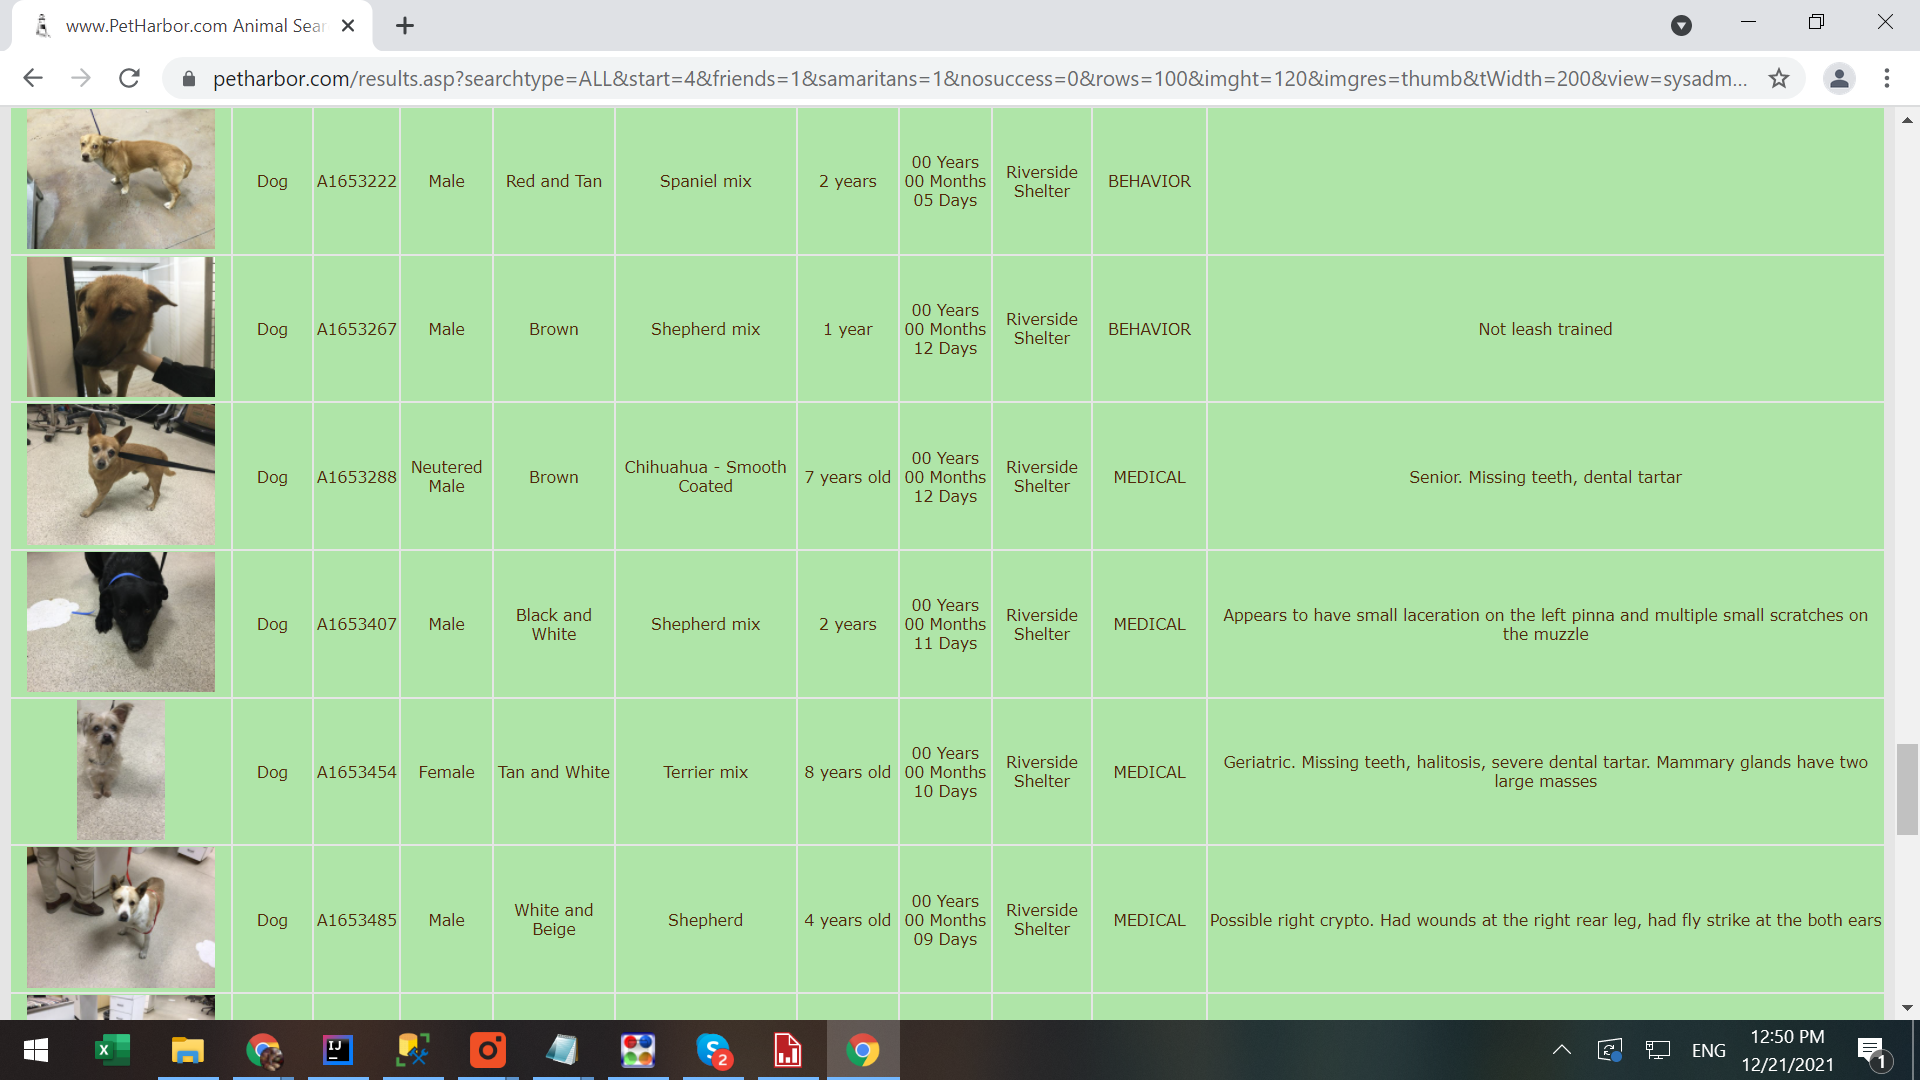 www.PetHarbor.com Animal Sear
petharbor.com/results.asp?searchtype=ALL&start=4&friends=1&samaritans=1&nosuccess=0&rows=100&imght=120&imgres=thumb&tWidth=200&view=sysadm...
Dog A1653222 Male Red and Tan Spaniel mix 2 years 00 Years 00 Months 05 Days Riverside Shelter BEHAVIOR
Dog A1653267 Male Brown Shepherd mix 1 year 00 Years 00 Months 12 Days Riverside Shelter BEHAVIOR Not leash trained
Dog A1653288 Neutered Male Brown Chihuahua - Smooth Coated 7 years old 00 Years 00 Months 12 Days Riverside Shelter MEDICAL Senior. Missing teeth, dental tartar
Dog A1653407 Male Black and White Shepherd mix 2 years 00 Years 00 Months 11 Days Riverside Shelter MEDICAL Appears to have small laceration on the left pinna and multiple small scratches on the muzzle
Dog A1653454 Female Tan and White Terrier mix 8 years old 00 Years 00 Months 10 Days Riverside Shelter MEDICAL Geriatric. Missing teeth, halitosis, severe dental tartar. Mammary glands have two large masses
Dog A1653485 Male White and Beige Shepherd 4 years old 00 Years 00 Months 09 Days Riverside Shelter MEDICAL Possible right crypto. Had wounds at the right rear leg, had fly strike at the both ears
X
IJ
S
2
ENG
12:50 PM
12/21/2021
1